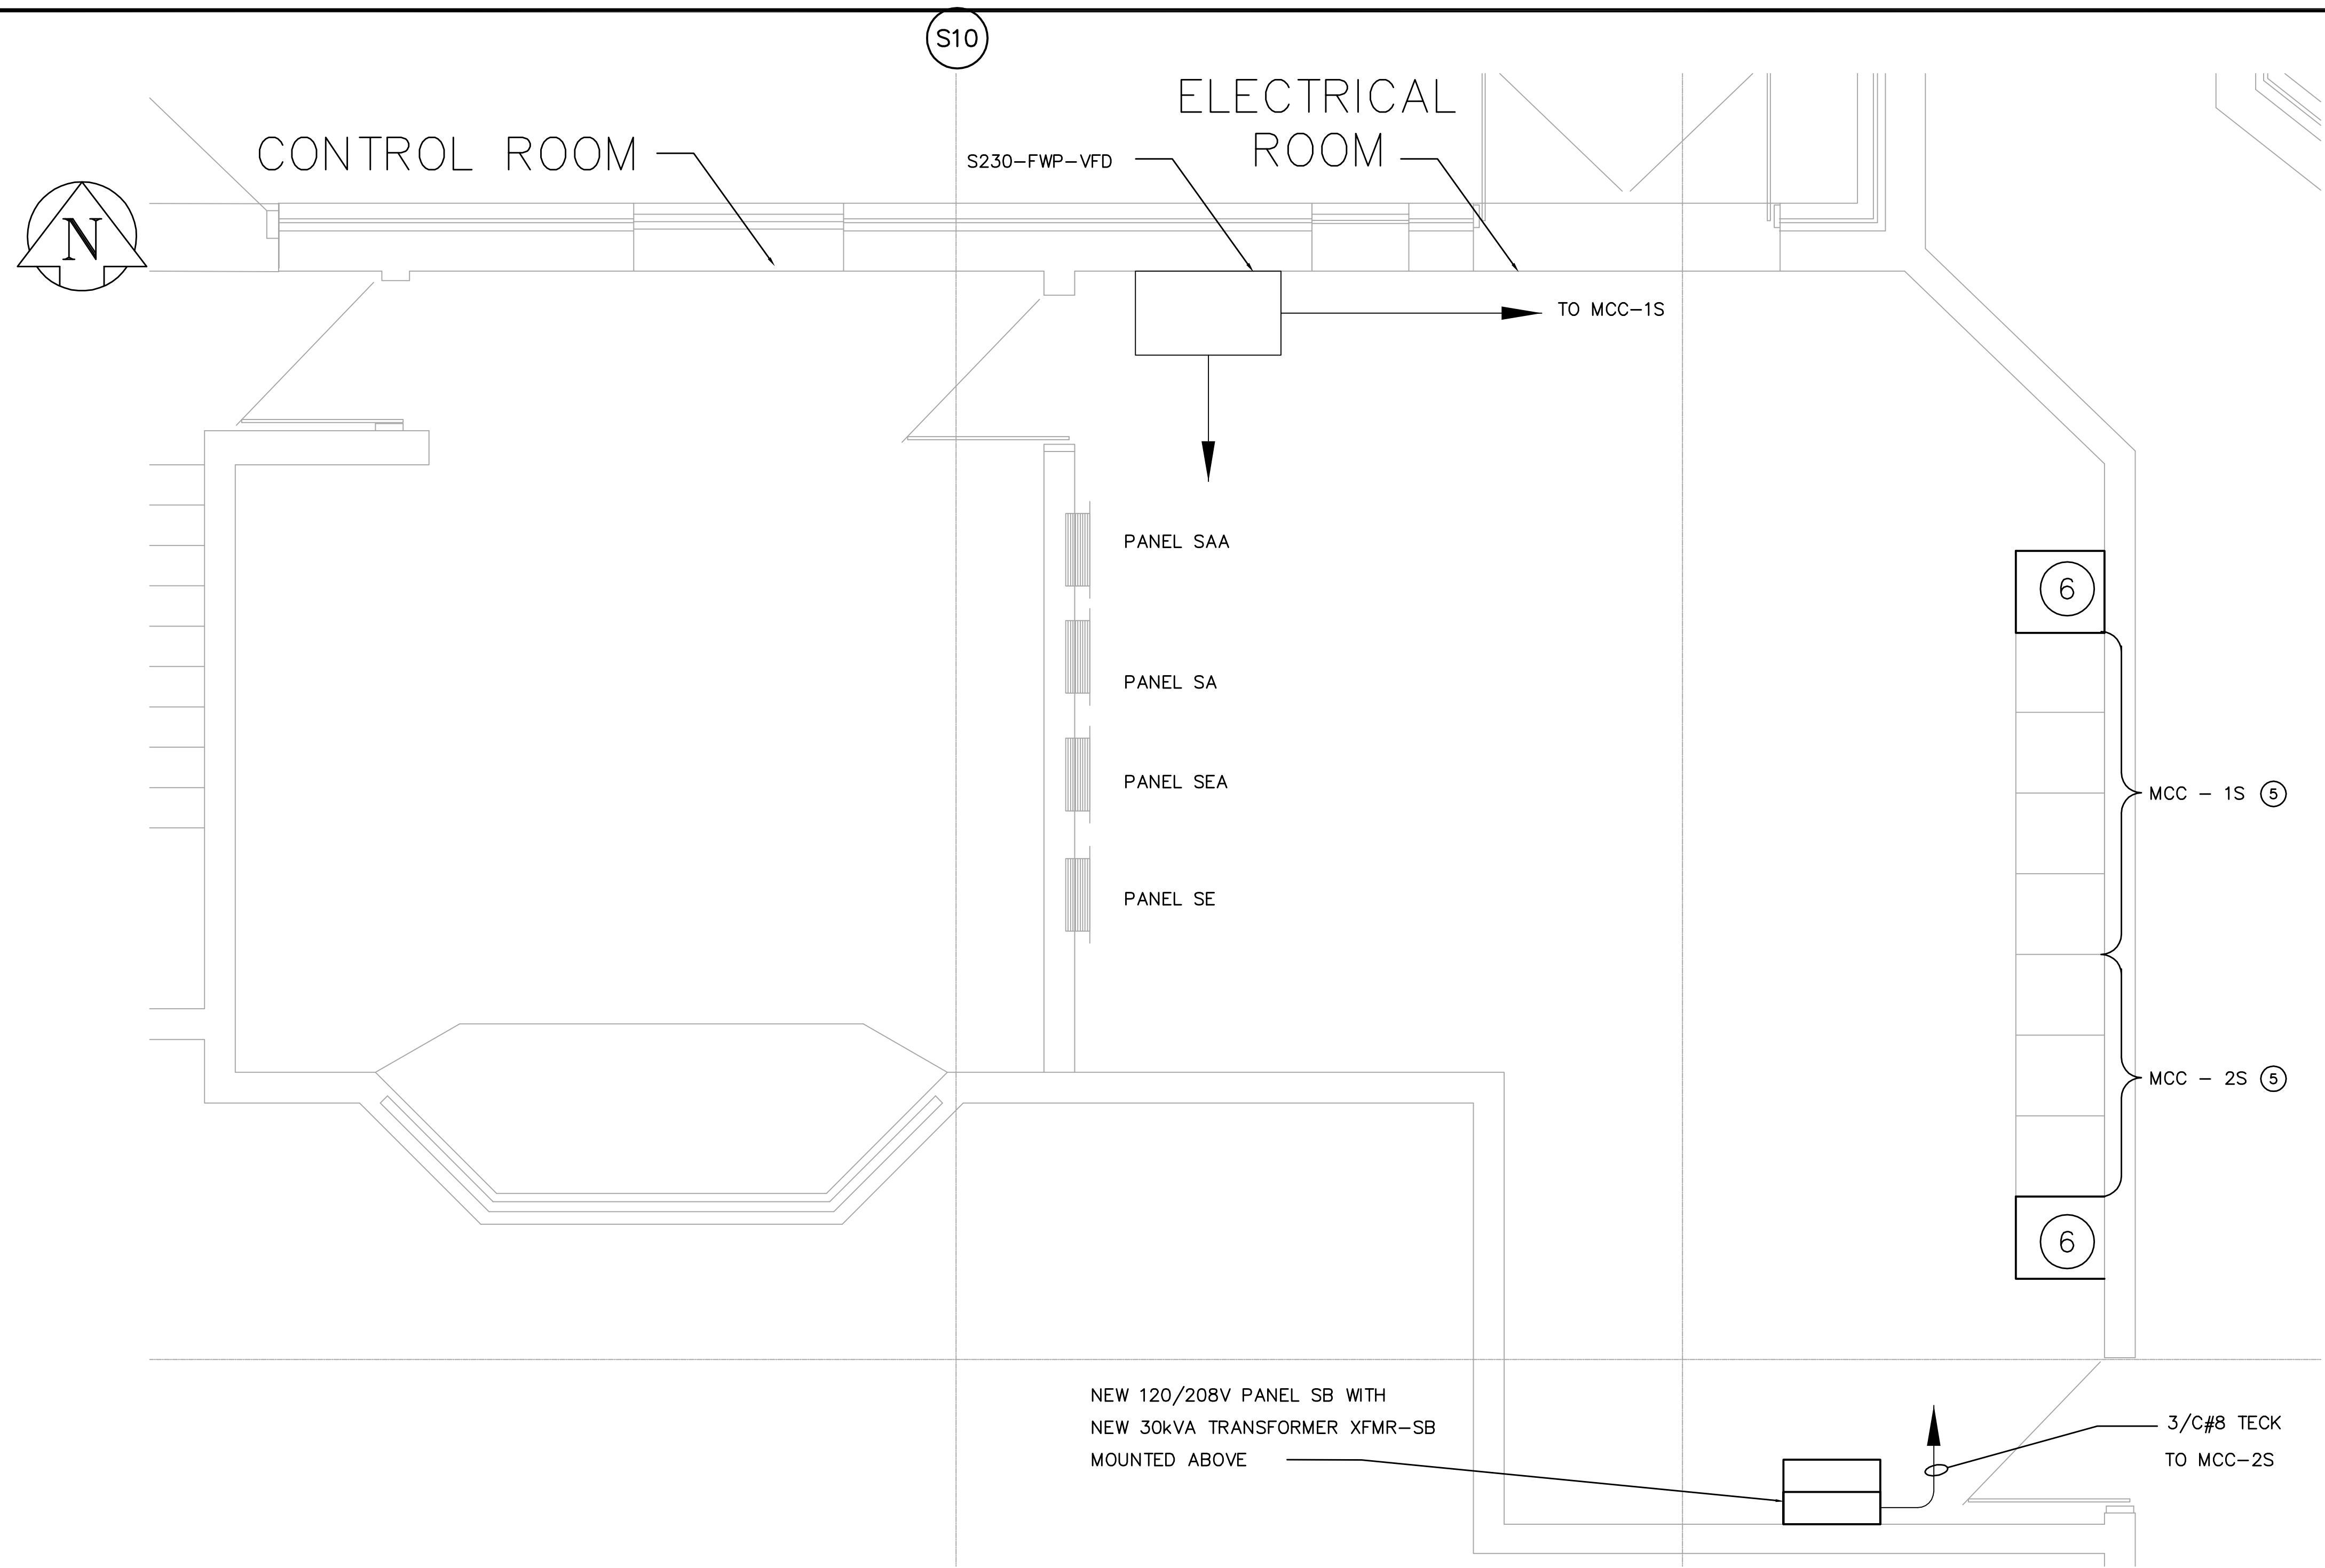 S10
ELECTRICAL
ROOM
CONTROL ROOM
S230-FWP-VFD
N
TO MCC-1S
PANEL SAA
6
PANEL SA
PANEL SEA
MCC - 1S 5
PANEL SE
MCC - 2S 5
6
NEW 120/208V PANEL SB WITH
NEW 30kVA TRANSFORMER XFMR-SB
MOUNTED ABOVE
3/C#8 TECK
TO MCC-2S